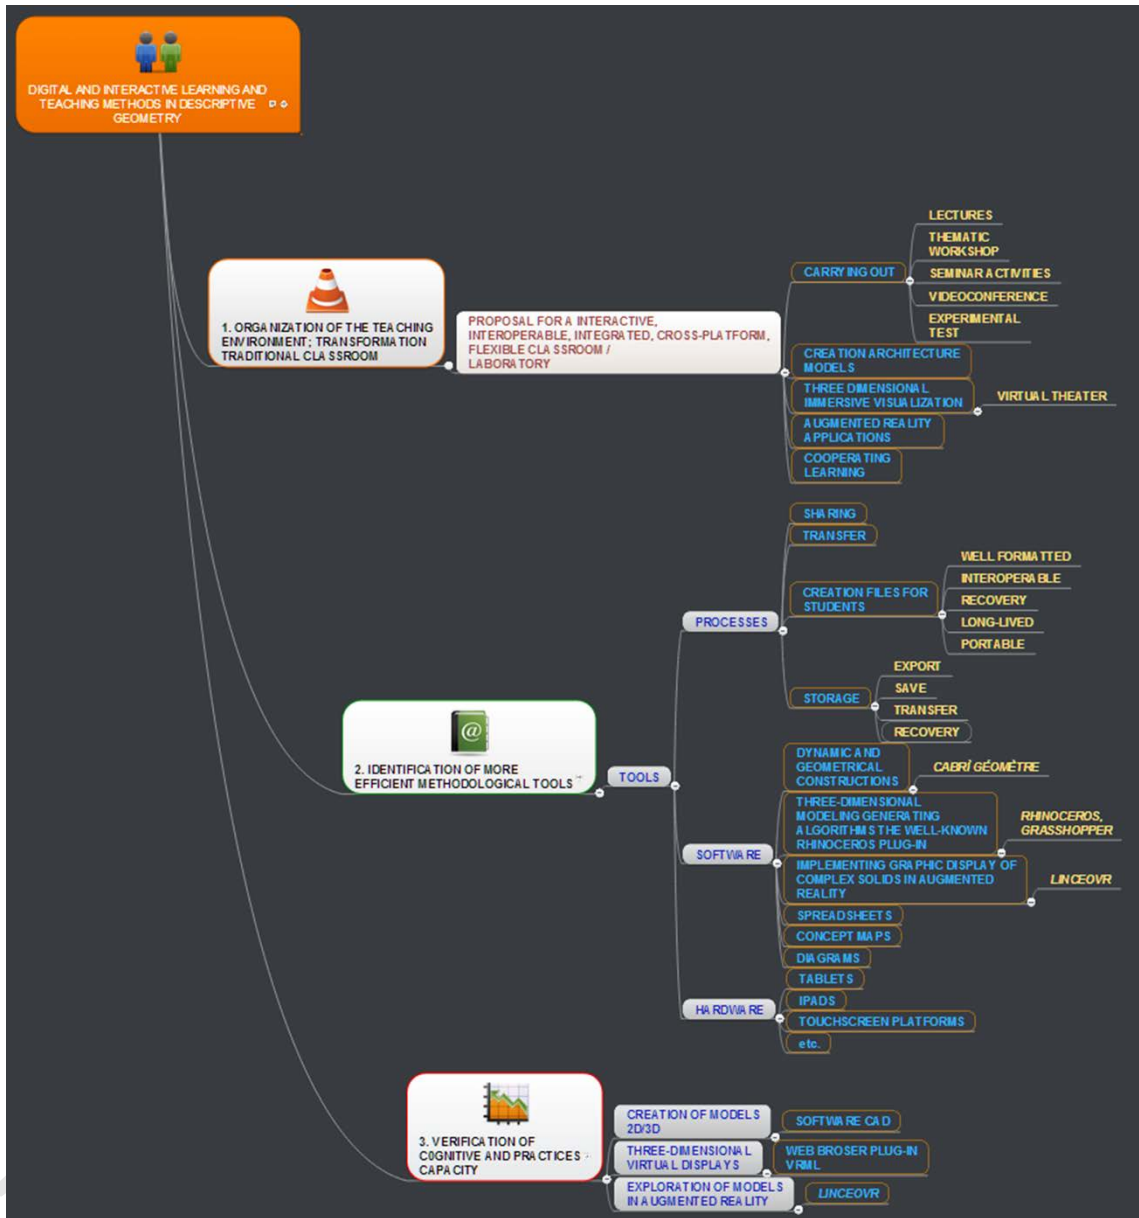 DIGITAL AND INTERACTIVE LEARNING AND
TEACHING METHODS IN DESCRIPTIVE
GEOMETRY
1. ORGANIZATION OF THE TEACHING
ENVIRONMENT; TRANSFORMATION
TRADITIONAL CLASSROOM
PROPOSAL FOR A INTERACTIVE,
INTEROPERABLE, INTEGRATED, CROSS-PLATFORM,
FLEXIBLE CLASSROOM /
LABORATORY
CARRYING OUT
LECTURES
THEMATIC
WORKSHOP
SEMINAR ACTIVITIES
VIDEOCONFERENCE
EXPERIMENTAL
TEST
CREATION ARCHITECTURE
MODELS
THREE DIMENSIONAL
IMMERSIVE VISUALIZATION
VIRTUAL THEATER
AUGMENTED REALITY
APPLICATIONS
COOPERATING
LEARNING
2. IDENTIFICATION OF MORE
EFFICIENT METHODOLOGICAL TOOLS
@
TOOLS
PROCESSES
SHARING
TRANSFER
CREATION FILES FOR
STUDENTS
WELL FORMATTED
INTEROPERABLE
RECOVERY
LONG-LIVED
PORTABLE
STORAGE
EXPORT
SAVE
TRANSFER
RECOVERY
SOFTWARE
DYNAMIC AND
GEOMETRICAL
CONSTRUCTIONS
CABRÌ GÉOMÈTRE
THREE-DIMENSIONAL
MODELING GENERATING
ALGORITHMS THE WELL-KNOWN
RHINOCEROS PLUG-IN
RHINOCEROS,
GRASSHOPPER
IMPLEMENTING GRAPHIC DISPLAY OF
COMPLEX SOLIDS IN AUGMENTED
REALITY
LINCEOVR
SPREADSHEETS
CONCEPT MAPS
DIAGRAMS
HARDWARE
TABLETS
IPADS
TOUCHSCREEN PLATFORMS
etc.
3. VERIFICATION OF
C0GNITIVE AND PRACTICES
CAPACITY
CREATION OF MODELS
2D/3D
SOFTWARE CAD
THREE-DIMENSIONAL
VIRTUAL DISPLAYS
WEB BROSER PLUG-IN
VRML
EXPLORATION OF MODELS
IN AUGMENTED REALITY
LINCEOVR